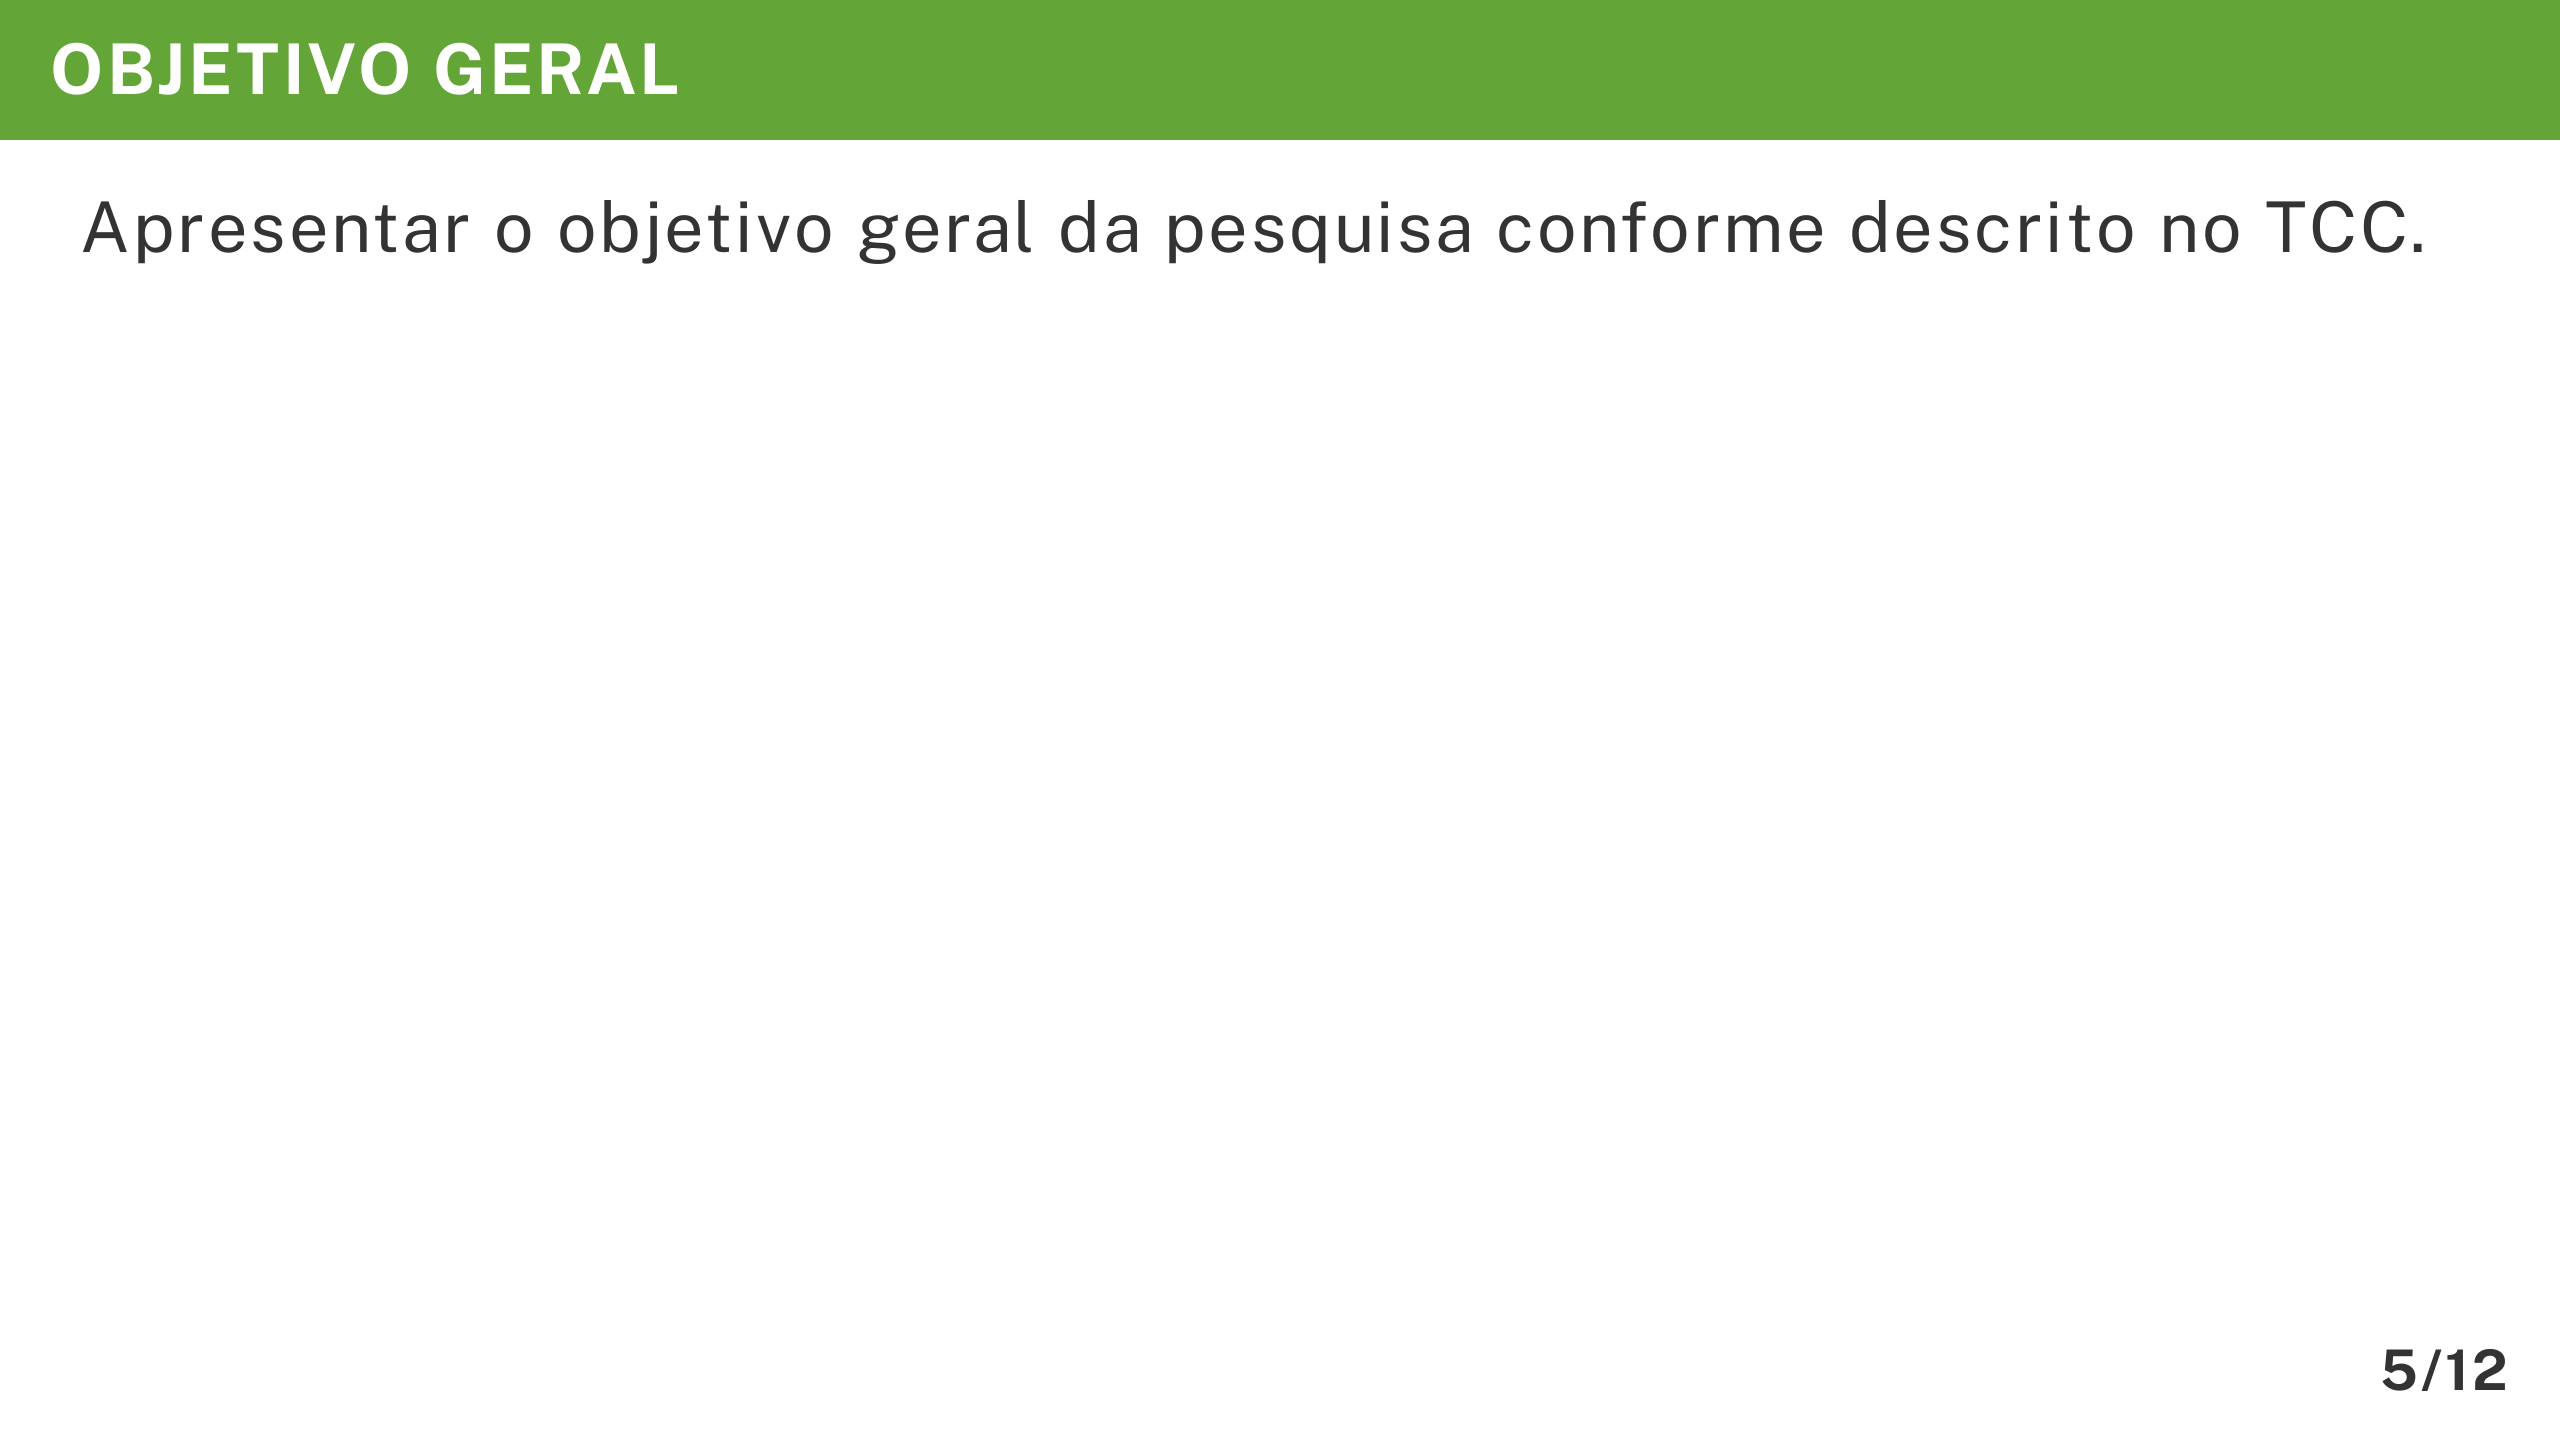 OBJETIVO GERAL
Apresentar o objetivo geral da pesquisa conforme descrito no TCC.
5/12